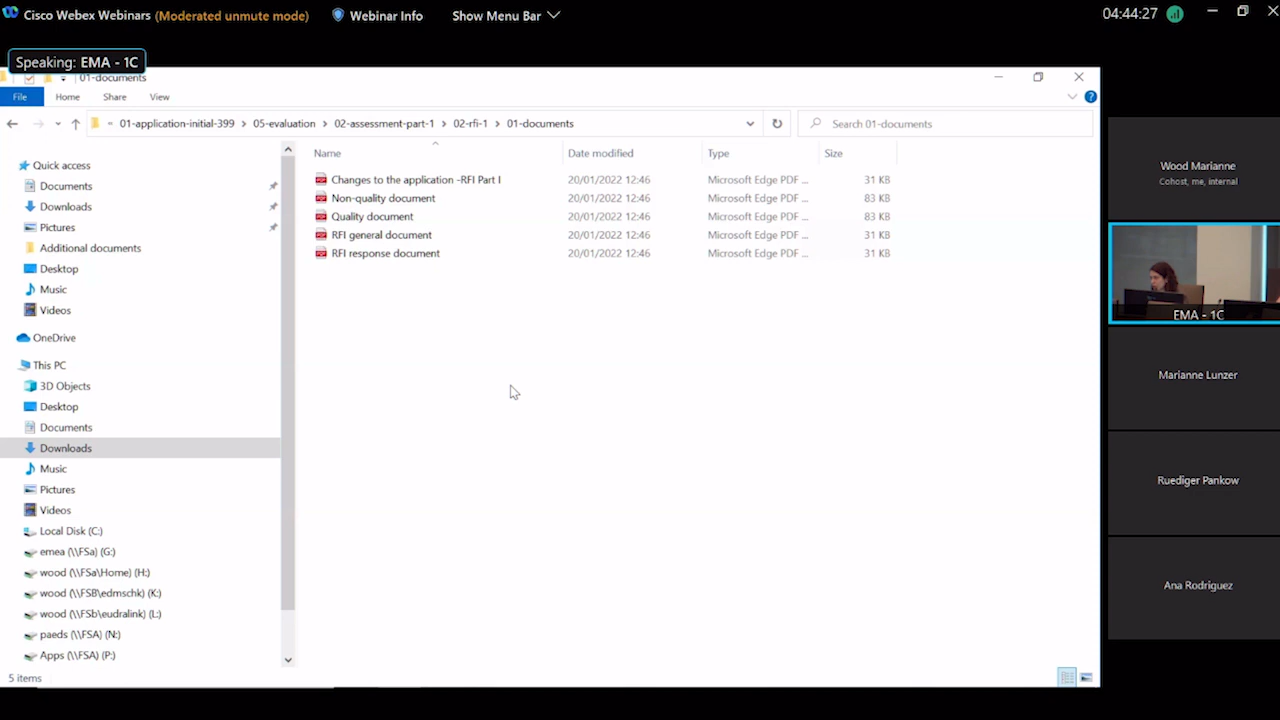 Cisco Webex Webinars (Moderated unmute mode) Webinar Info Show Menu Bar 04:44:27
Speaking: EMA - 1C
01-documents
File Home Share View
« 01-application-initial-399 > 05-evaluation > 02-assessment-part-1 > 02-rfi-1 > 01-documents Search 01-documents
Name Date modified Type Size
Quick access
Documents
Downloads
Pictures
Additional documents
Desktop
Music
Videos
OneDrive
This PC
3D Objects
Desktop
Documents
Downloads
Music
Pictures
Videos
Local Disk (C:)
emea (\\FSa) (G:)
wood (\\FSa\Home) (H:)
wood (\\FSB\edmschk) (K:)
wood (\\FSb\eudralink) (L:)
paeds (\\FSA) (N:)
Apps (\\FSA) (P:)
Changes to the application -RFI Part I 20/01/2022 12:46 Microsoft Edge PDF ... 31 KB
Non-quality document 20/01/2022 12:46 Microsoft Edge PDF ... 83 KB
Quality document 20/01/2022 12:46 Microsoft Edge PDF ... 83 KB
RFI general document 20/01/2022 12:46 Microsoft Edge PDF ... 31 KB
RFI response document 20/01/2022 12:46 Microsoft Edge PDF ... 31 KB
5 items
Wood Marianne
Cohost, me, internal
EMA - 1C
Marianne Lunzer
Ruediger Pankow
Ana Rodriguez